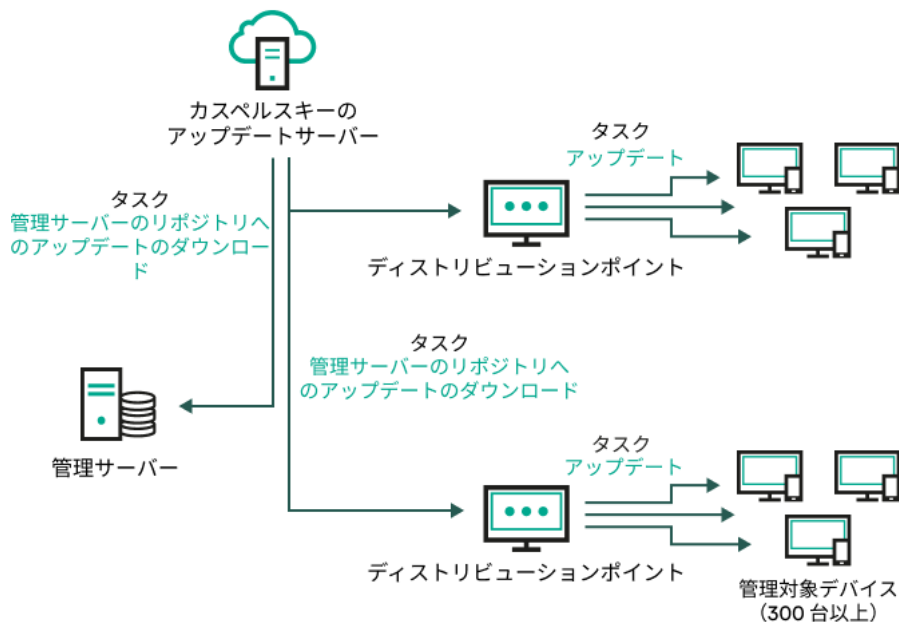 カスペルスキーの
アップデートサーバー
タスク
アップデート
タスク
管理サーバーのリポジトリへ
のアップデートのダウンロー
ド
ディストリビューションポイント
タスク
管理サーバーのリポジトリへ
のアップデートのダウンロード
管理サーバー
タスク
アップデート
ディストリビューションポイント
管理対象デバイス
（300 台以上）